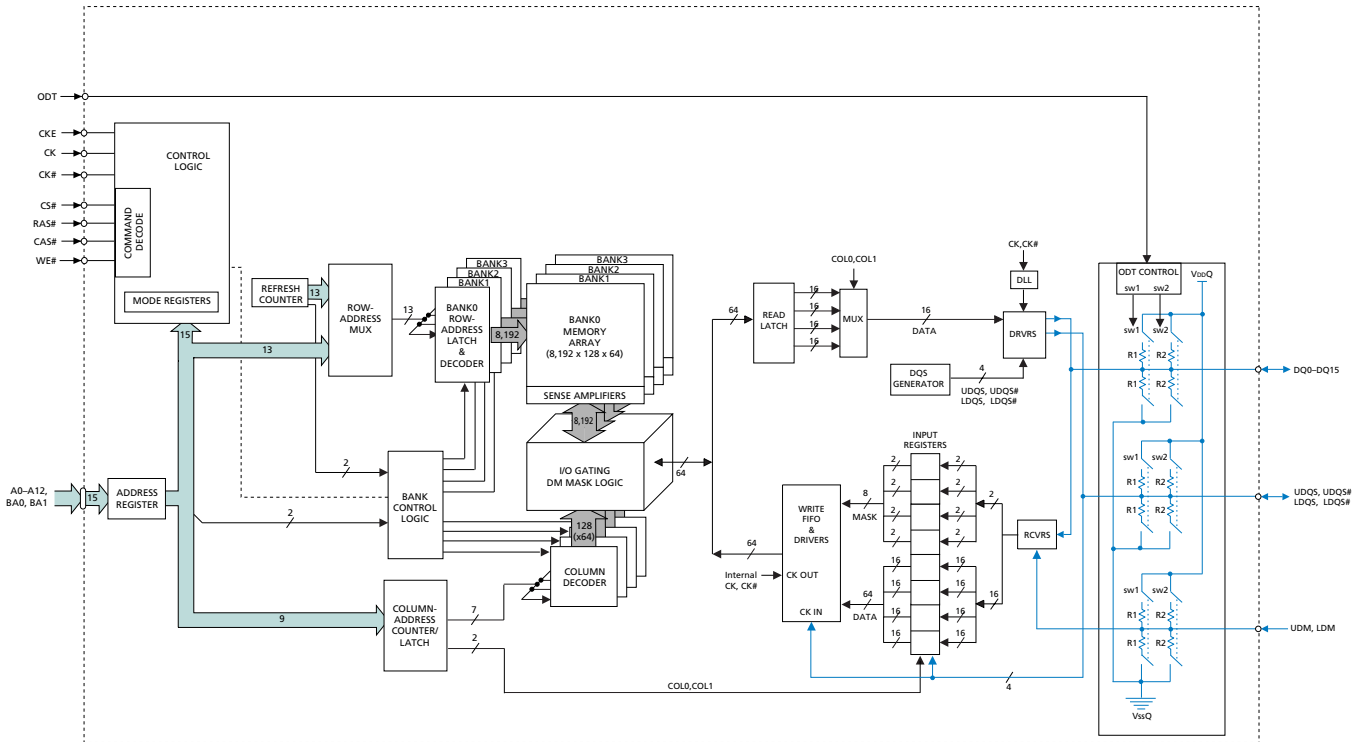 ODT
CKE
CK
CK#
CS#
RAS#
CAS#
WE#
CONTROL
LOGIC
COMMAND
DECODE
MODE REGISTERS
15
13
REFRESH
COUNTER
13
ROW-
ADDRESS
MUX
13
BANK3
BANK2
BANK1
BANK0
ROW-
ADDRESS
LATCH
&
DECODER
8,192
BANK3
BANK2
BANK1
BANK0
MEMORY
ARRAY
(8,192 x 128 x 64)
SENSE AMPLIFIERS
8,192
I/O GATING
DM MASK LOGIC
64
128
(x64)
COLUMN
DECODER
2
BANK
CONTROL
LOGIC
2
A0–A12,
BA0, BA1
15
ADDRESS
REGISTER
9
COLUMN-
ADDRESS
COUNTER/
LATCH
7
2
COL0,COL1
64
READ
LATCH
16
16
16
16
COL0,COL1
MUX
16
DATA
CK,CK#
DLL
DRVRS
DQS
GENERATOR
4
UDQS, UDQS#
LDQS, LDQS#
INPUT
REGISTERS
2
2
2
2
2
2
2
2
8
MASK
2
WRITE
FIFO
&
DRIVERS
CK OUT
CK IN
64
Internal
CK, CK#
16
16
16
16
16
16
16
16
64
DATA
16
RCVRS
4
ODT CONTROL
sw1
sw2
VDDQ
sw1
sw2
R1
R2
R1
R2
sw1
sw2
R1
R2
R1
R2
sw1
sw2
R1
R2
R1
R2
VssQ
DQ0–DQ15
UDQS, UDQS#
LDQS, LDQS#
UDM, LDM